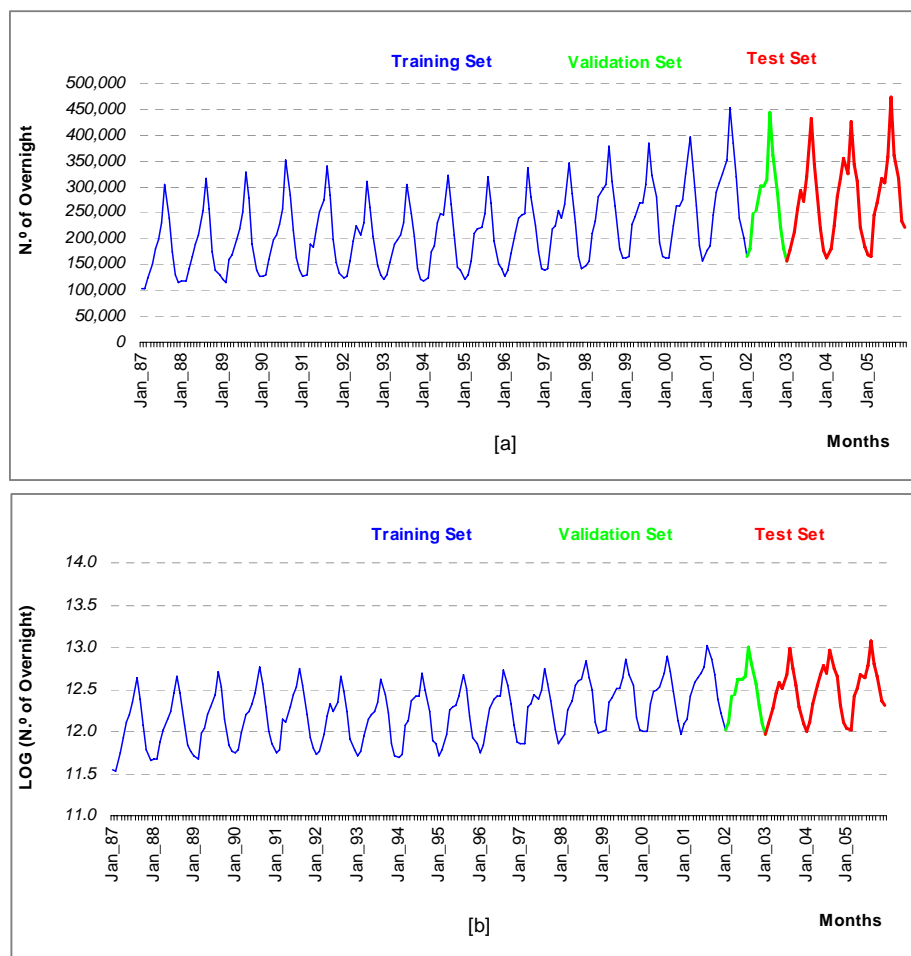 Training Set Validation Set Test Set
N.º of Overnight
500,000
450,000
400,000
350,000
300,000
250,000
200,000
150,000
100,000
50,000
0
Jan_87 Jan_88 Jan_89 Jan_90 Jan_91 Jan_92 Jan_93 Jan_94 Jan_95 Jan_96 Jan_97 Jan_98 Jan_99 Jan_00 Jan_01 Jan_02 Jan_03 Jan_04 Jan_05
[a] Months
Training Set Validation Set Test Set
LOG (N.º of Overnight)
14.0
13.5
13.0
12.5
12.0
11.5
11.0
Jan_87 Jan_88 Jan_89 Jan_90 Jan_91 Jan_92 Jan_93 Jan_94 Jan_95 Jan_96 Jan_97 Jan_98 Jan_99 Jan_00 Jan_01 Jan_02 Jan_03 Jan_04 Jan_05
[b] Months